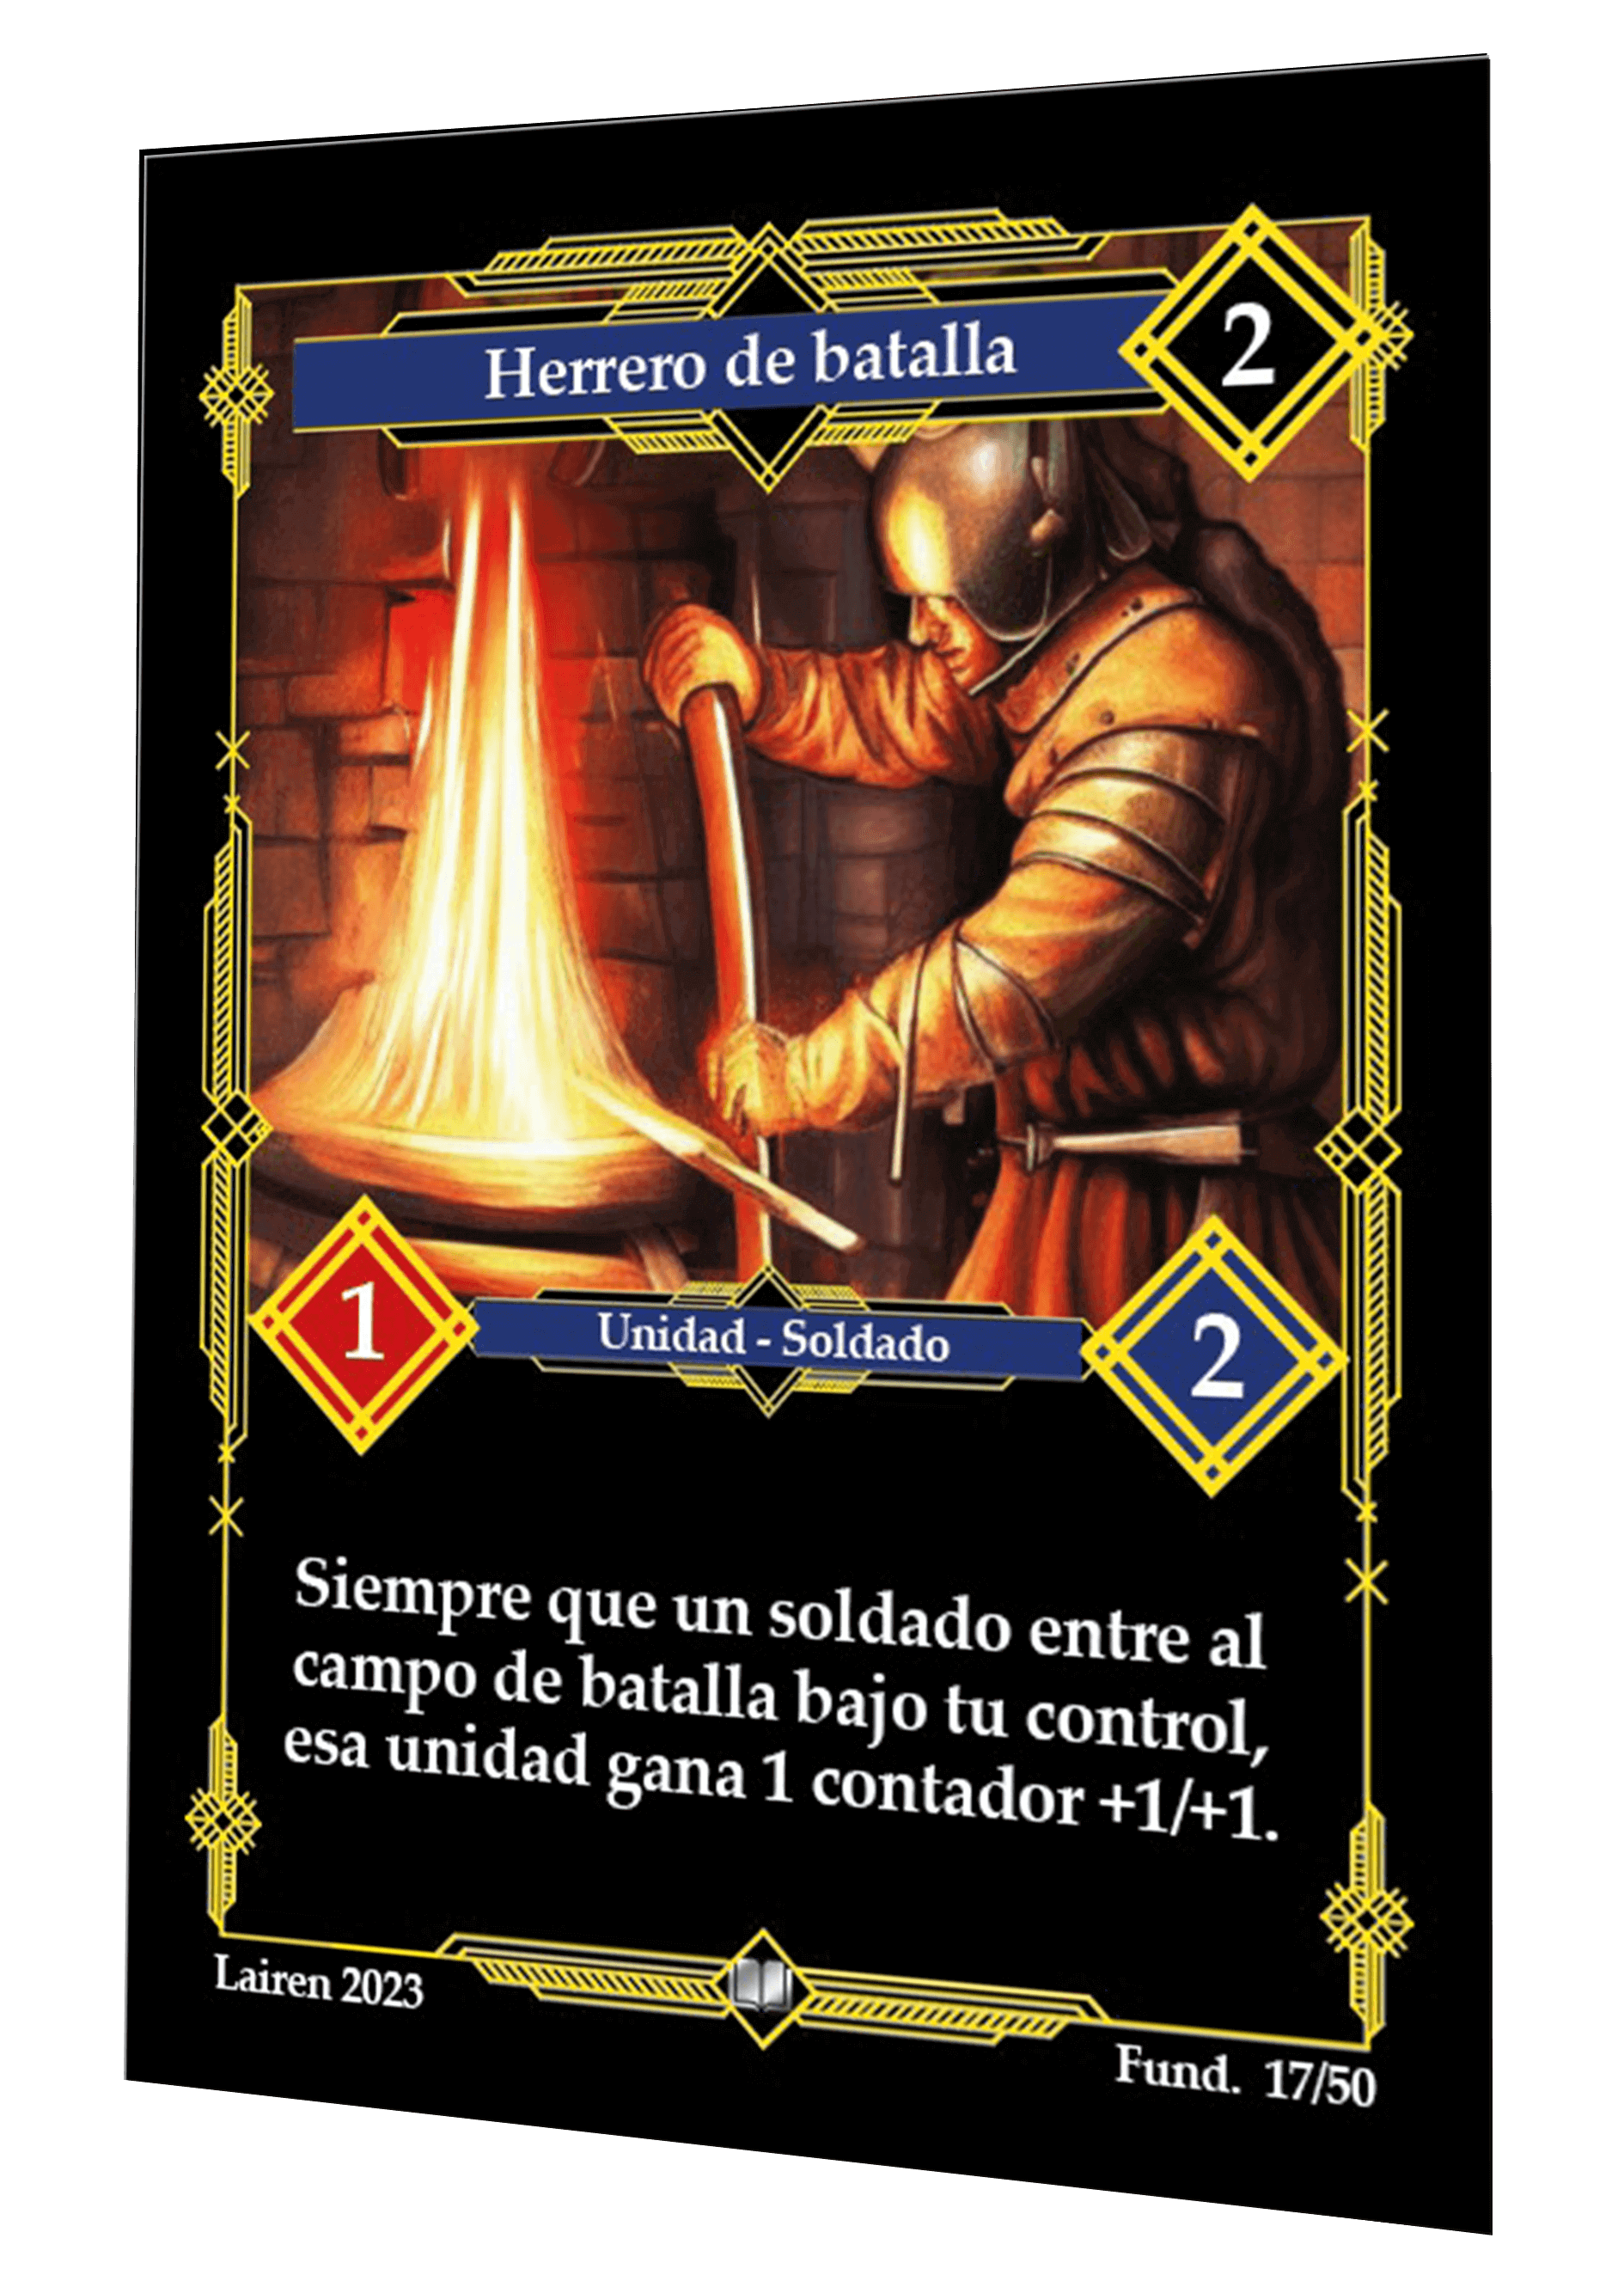 Herrero de batalla
2
1
Unidad - Soldado
2
Siempre que un soldado entre al
campo de batalla bajo tu control,
esa unidad gana 1 contador +1/+1.
Lairen 2023
Fund. 17/50